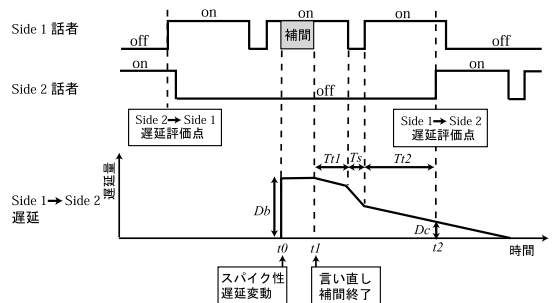 on on on
Side 1 話者
補間
off off
on on
Side 2 話者
off
Side 2→Side 1
遅延評価点
Side 1→Side 2
遅延評価点
Tt1 Ts Tt2
遅延量
Side 1→Side 2
遅延
Db
Dc
t0 t1 t2 時間
スパイク性
遅延変動
言い直し
補間終了